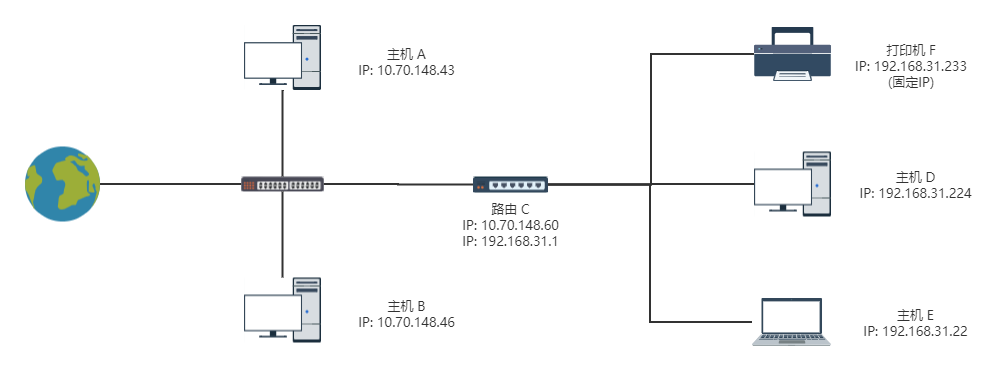 主机 A
IP: 10.70.148.43
打印机 F
IP: 192.168.31.233
(固定IP)
路由 C
IP: 10.70.148.60
IP: 192.168.31.1
主机 D
IP: 192.168.31.224
主机 B
IP: 10.70.148.46
主机 E
IP: 192.168.31.22